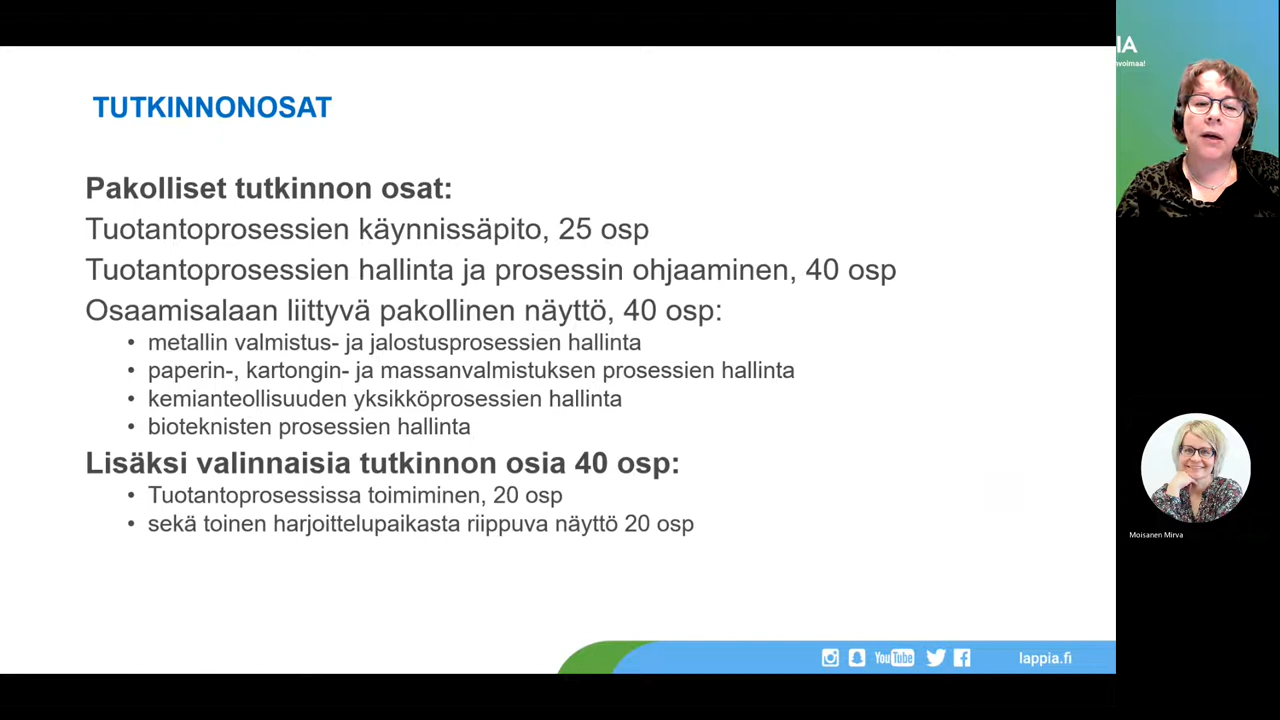 TUTKINNONOSAT
Pakolliset tutkinnon osat:
Tuotantoprosessien käynnissäpito, 25 osp
Tuotantoprosessien hallinta ja prosessin ohjaaminen, 40 osp
Osaamisalaan liittyvä pakollinen näyttö, 40 osp:
• metallin valmistus- ja jalostusprosessien hallinta
• paperin-, kartongin- ja massanvalmistuksen prosessien hallinta
• kemianteollisuuden yksikköprosessien hallinta
• bioteknisten prosessien hallinta
Lisäksi valinnaisia tutkinnon osia 40 osp:
• Tuotantoprosessissa toimiminen, 20 osp
• sekä toinen harjoittelupaikasta riippuva näyttö 20 osp
YouTube
lappia.fi
IA
nvoimaa!
Moisanen Mirva